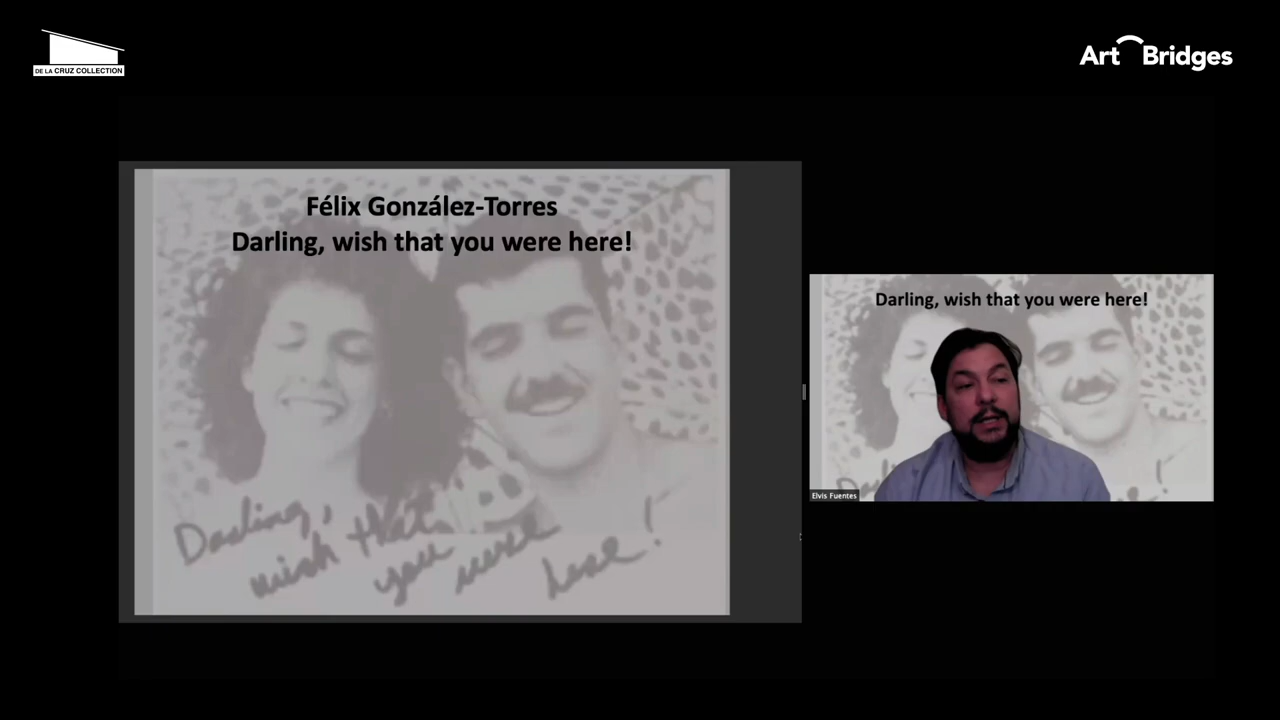 DE LA CRUZ COLLECTION
Art Bridges
Félix González-Torres
Darling, wish that you were here!
Darling,
wish that
you were
here!
Darling, wish that you were here!
Elvis Fuentes